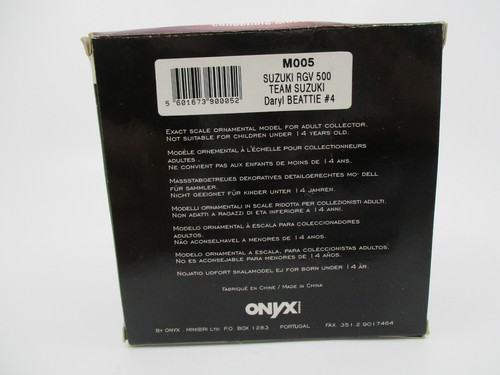 M005
SUZUKI RGV 500
TEAM SUZUKI
Daryl BEATTIE #4
5 601673 900052
EXACT SCALE ORNAMENTAL MODEL FOR ADULT COLLECTOR.
NOT SUITABLE FOR CHILDREN UNDER 14 YEARS OLD.
MODÈLE ORNEMENTAL À L'ÉCHELLE POUR COLLECTIONNEURS
ADULTES .
NE CONVIENT PAS AUX ENFANTS DE MOINS DE 14 ANS.
MASSSTABGETREUES DEKORATIVES DETAILGERECHTES MO- DELL
FÜR SAMMLER.
NICHT GEEIGNET FÜR KINDER UNTER 14 JAHREN.
MODELLI ORNAMENTALI IN SCALE RIDOTTA PER COLLEZIONISTI ADULTI.
NON ADATTI A RAGAZZI DI ETA INFERIORE A 14 ANNI.
MODELO ORNAMENTAL À ESCALA PARA COLECCIONADORES
ADULTOS.
NÃO ACONSELHAVEL A MENORES DE 14 ANOS.
MODELO ORNAMENTAL A ESCALA, PARA COLECCIONISTAS ADULTOS.
NO ES ACONSEJABLE PARA MENORES DE 14 AÑOS.
NOJATIG UDFORT SKALAMODEL EJ FOR BORN UNDER 14 ÅR.
FABRIQUÉ EN CHINE / MADE IN CHINA
ONYX
BY ONYX - MINIBRI LTD P.O. BOX 1283 PORTUGAL FAX 351.2.9017464